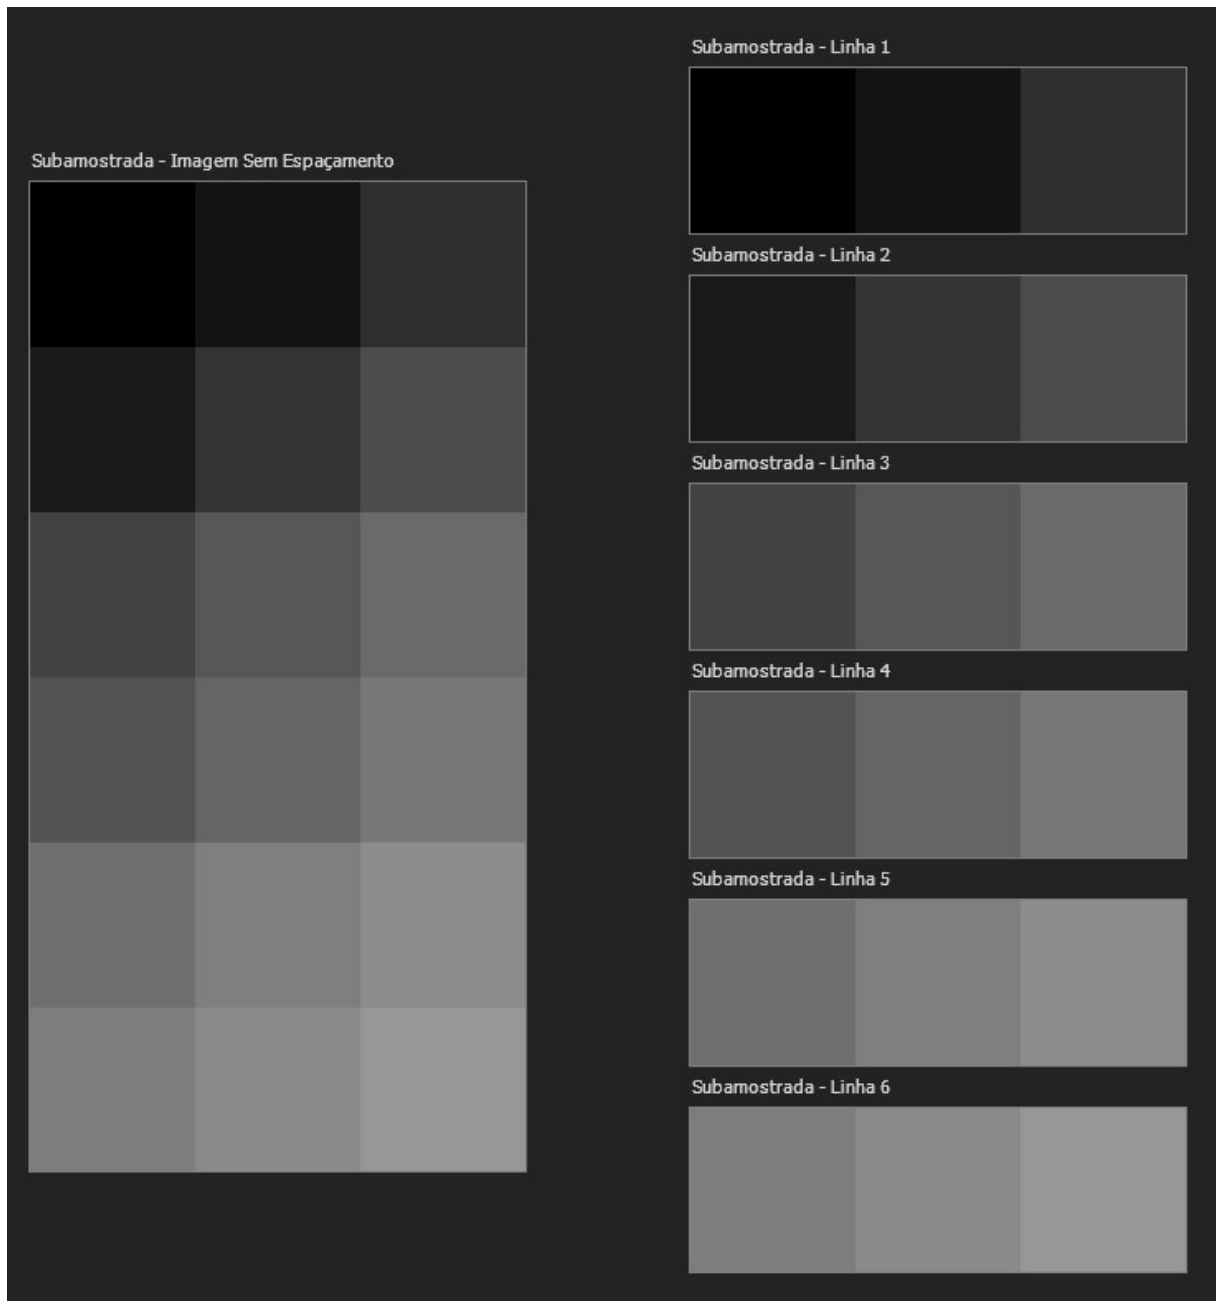 Subamostrada - Imagem Sem Espaçamento
Subamostrada - Linha 1
Subamostrada - Linha 2
Subamostrada - Linha 3
Subamostrada - Linha 4
Subamostrada - Linha 5
Subamostrada - Linha 6